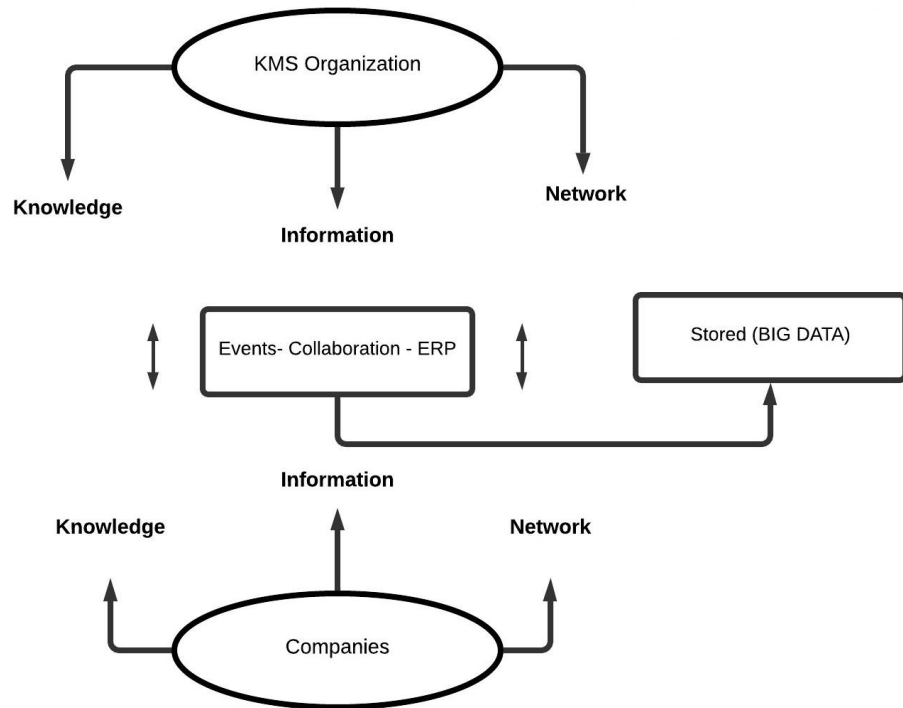 KMS Organization
Knowledge
Information
Network
Events- Collaboration - ERP
Stored (BIG DATA)
Information
Knowledge
Network
Companies